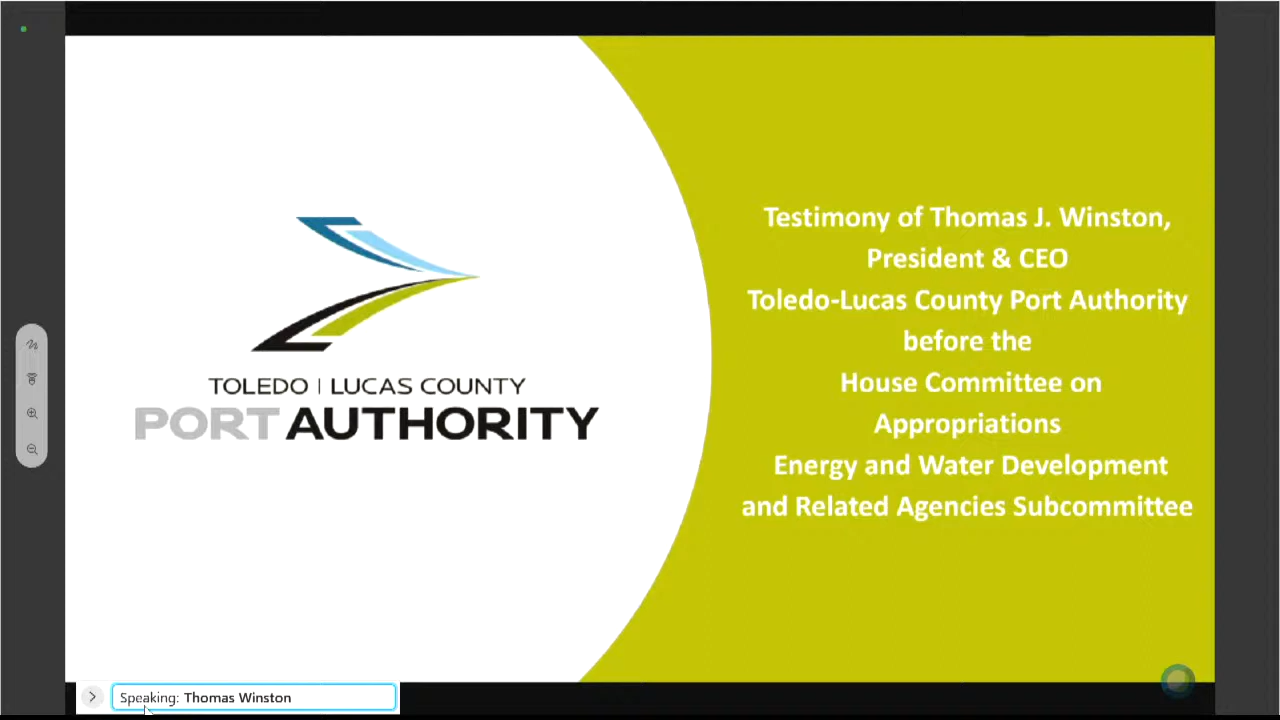 TOLEDO | LUCAS COUNTY
PORT AUTHORITY
Testimony of Thomas J. Winston,
President & CEO
Toledo-Lucas County Port Authority
before the
House Committee on
Appropriations
Energy and Water Development
and Related Agencies Subcommittee
Speaking: Thomas Winston